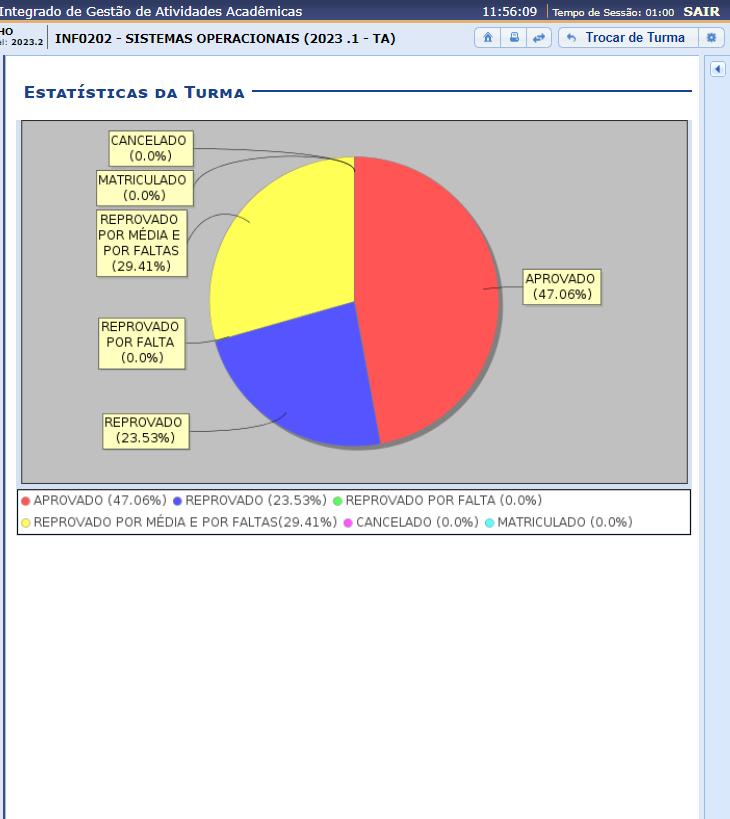 Integrado de Gestão de Atividades Acadêmicas 11:56:09 Tempo de Sessão: 01:00 SAIR
HO
el: 2023.2 INF0202 - SISTEMAS OPERACIONAIS (2023 .1 - TA) Trocar de Turma
Estatísticas da Turma
CANCELADO
(0.0%)
MATRICULADO
(0.0%)
REPROVADO
POR MÉDIA E
POR FALTAS
(29.41%)
APROVADO
(47.06%)
REPROVADO
POR FALTA
(0.0%)
REPROVADO
(23.53%)
APROVADO (47.06%) REPROVADO (23.53%) REPROVADO POR FALTA (0.0%)
REPROVADO POR MÉDIA E POR FALTAS(29.41%) CANCELADO (0.0%) MATRICULADO (0.0%)